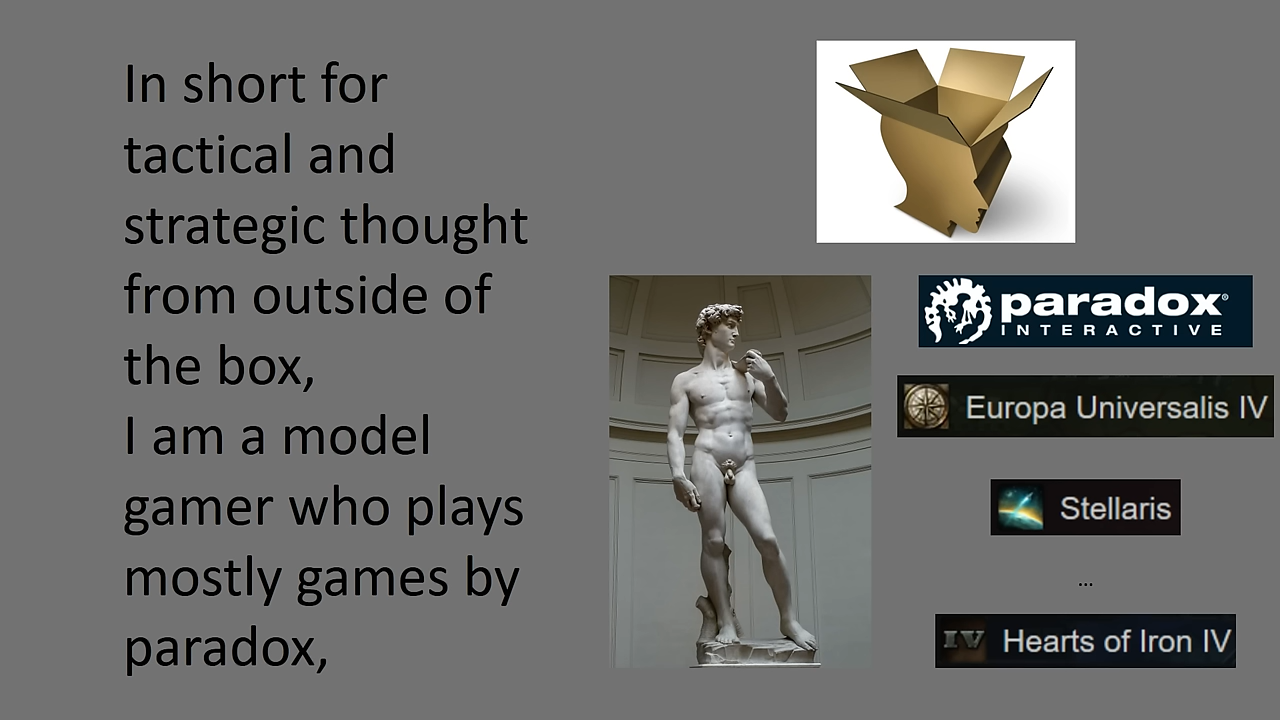 In short for
tactical and
strategic thought
from outside of
the box,
I am a model
gamer who plays
mostly games by
paradox,
paradox®
INTERACTIVE
Europa Universalis IV
Stellaris
...
IV Hearts of Iron IV